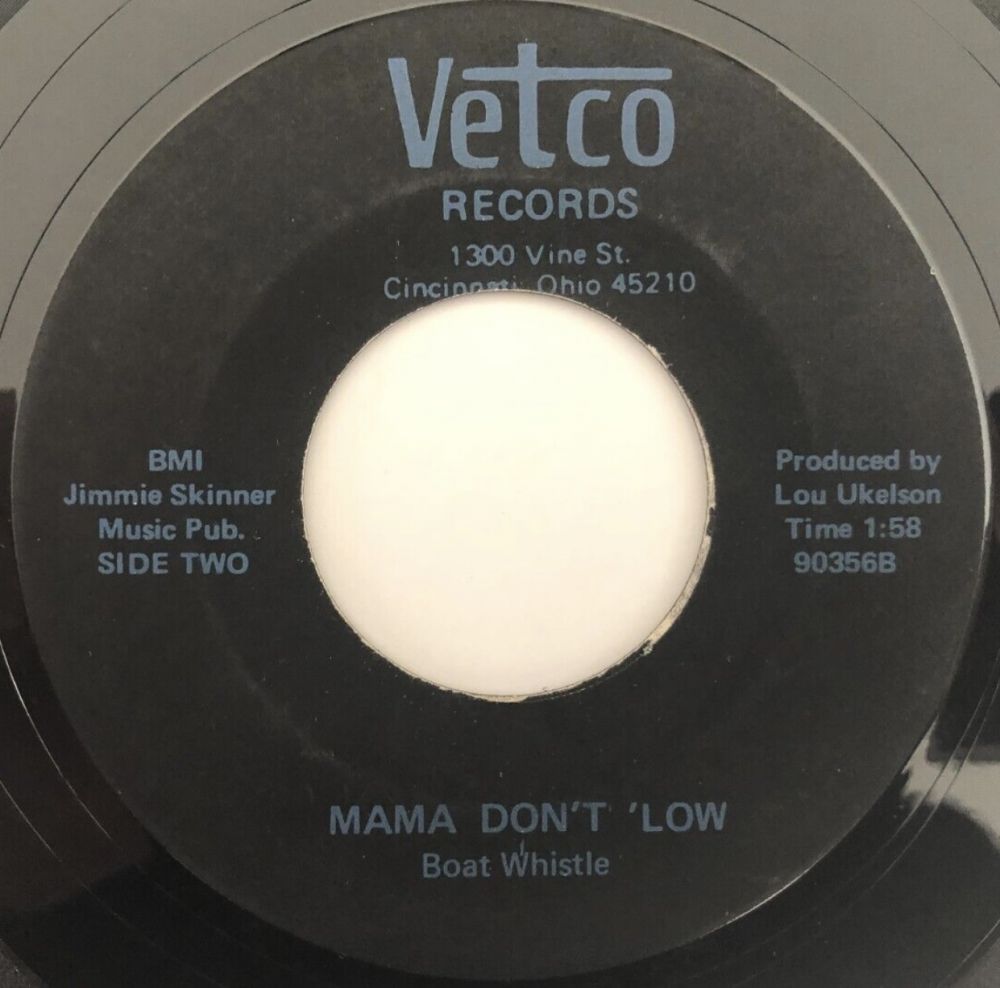 Vetco
RECORDS
1300 Vine St.
Cincinnati, Ohio 45210
BMI
Jimmie Skinner
Music Pub.
SIDE TWO
Produced by
Lou Ukelson
Time 1:58
90356B
MAMA DON'T 'LOW
Boat Whistle